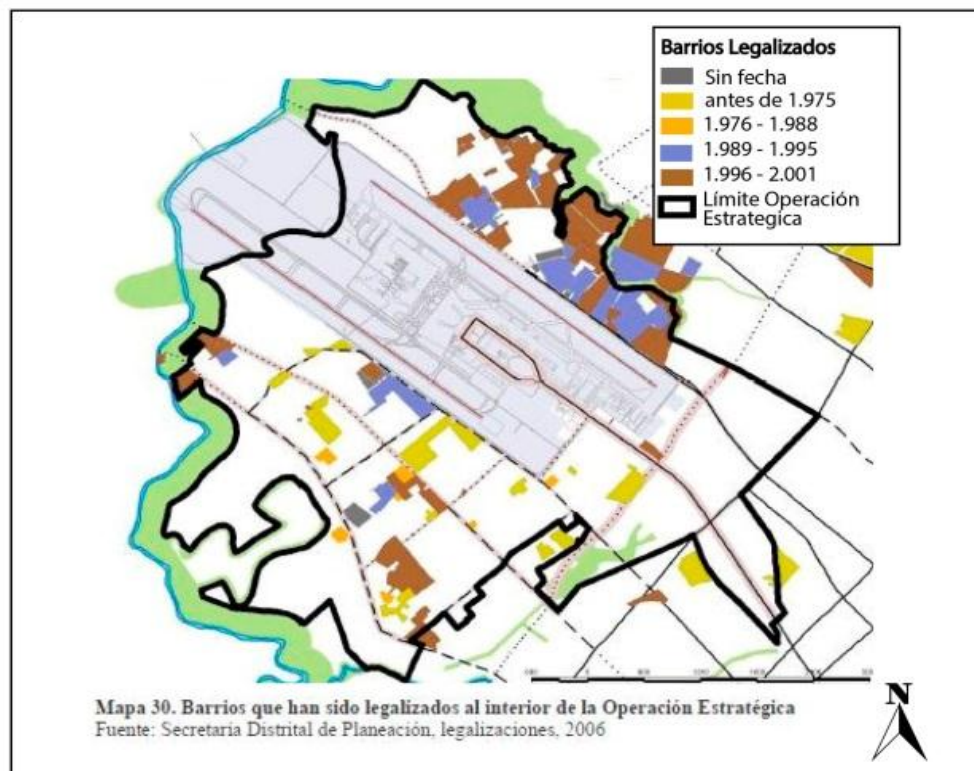 Barrios Legalizados
Sin fecha
antes de 1.975
1.976 - 1.988
1.989 - 1.995
1.996 - 2.001
Límite Operación
Estrategica
N
Mapa 30. Barrios que han sido legalizados al interior de la Operación Estratégica
Fuente: Secretaría Distrital de Planeación, legalizaciones, 2006